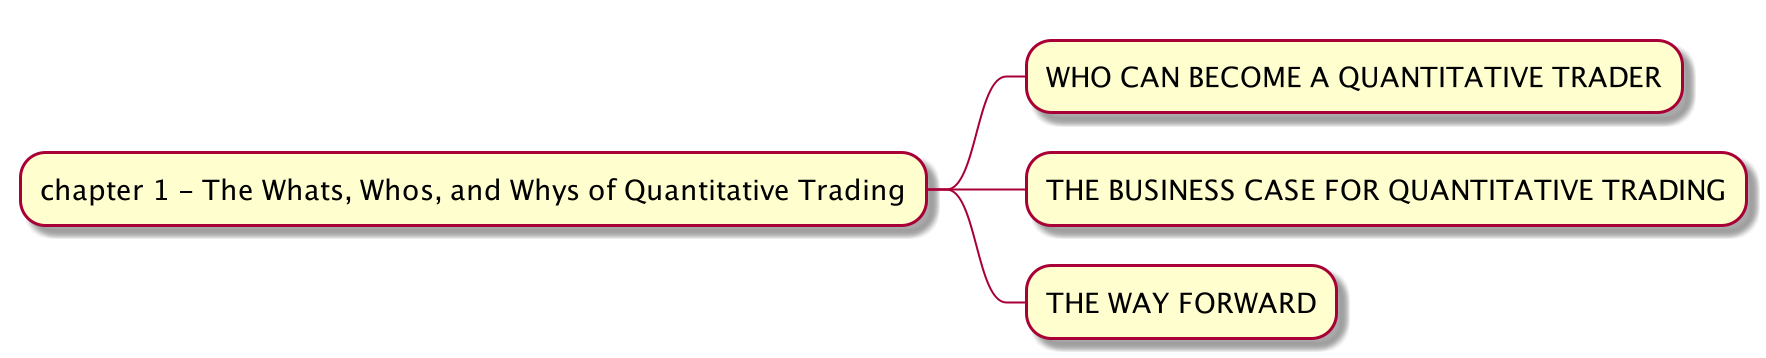 chapter 1 – The Whats, Whos, and Whys of Quantitative Trading
WHO CAN BECOME A QUANTITATIVE TRADER
THE BUSINESS CASE FOR QUANTITATIVE TRADING
THE WAY FORWARD